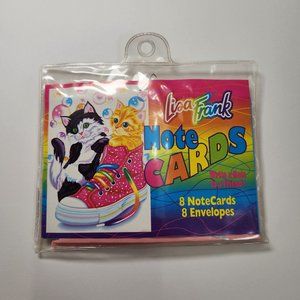 Lisa Frank
Note
CARDS
8 NoteCards
8 Envelopes